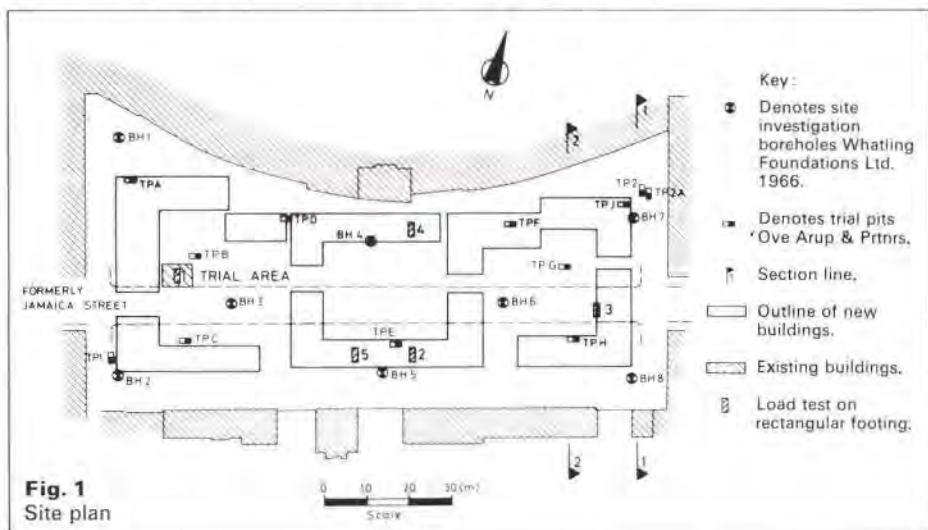 N
2
1
BH1
TPA
TP2
TP2A
TPJ
TPD
4
TPF
BH7
BH4
TPB
TPG
1
TRIAL AREA
FORMERLY
JAMAICA STREET
BH3
BH6
3
TPC
TPE
TPH
TP1
5
2
BH2
BH5
BH8
2
1
Key:
Denotes site
investigation
boreholes Whatling
Foundations Ltd.
1966.
Denotes trial pits
Ove Arup & Prtnrs.
Section line.
Outline of new
buildings.
Existing buildings.
Load test on
rectangular footing.
Fig. 1
Site plan
0 10 20 30 (m)
Scale